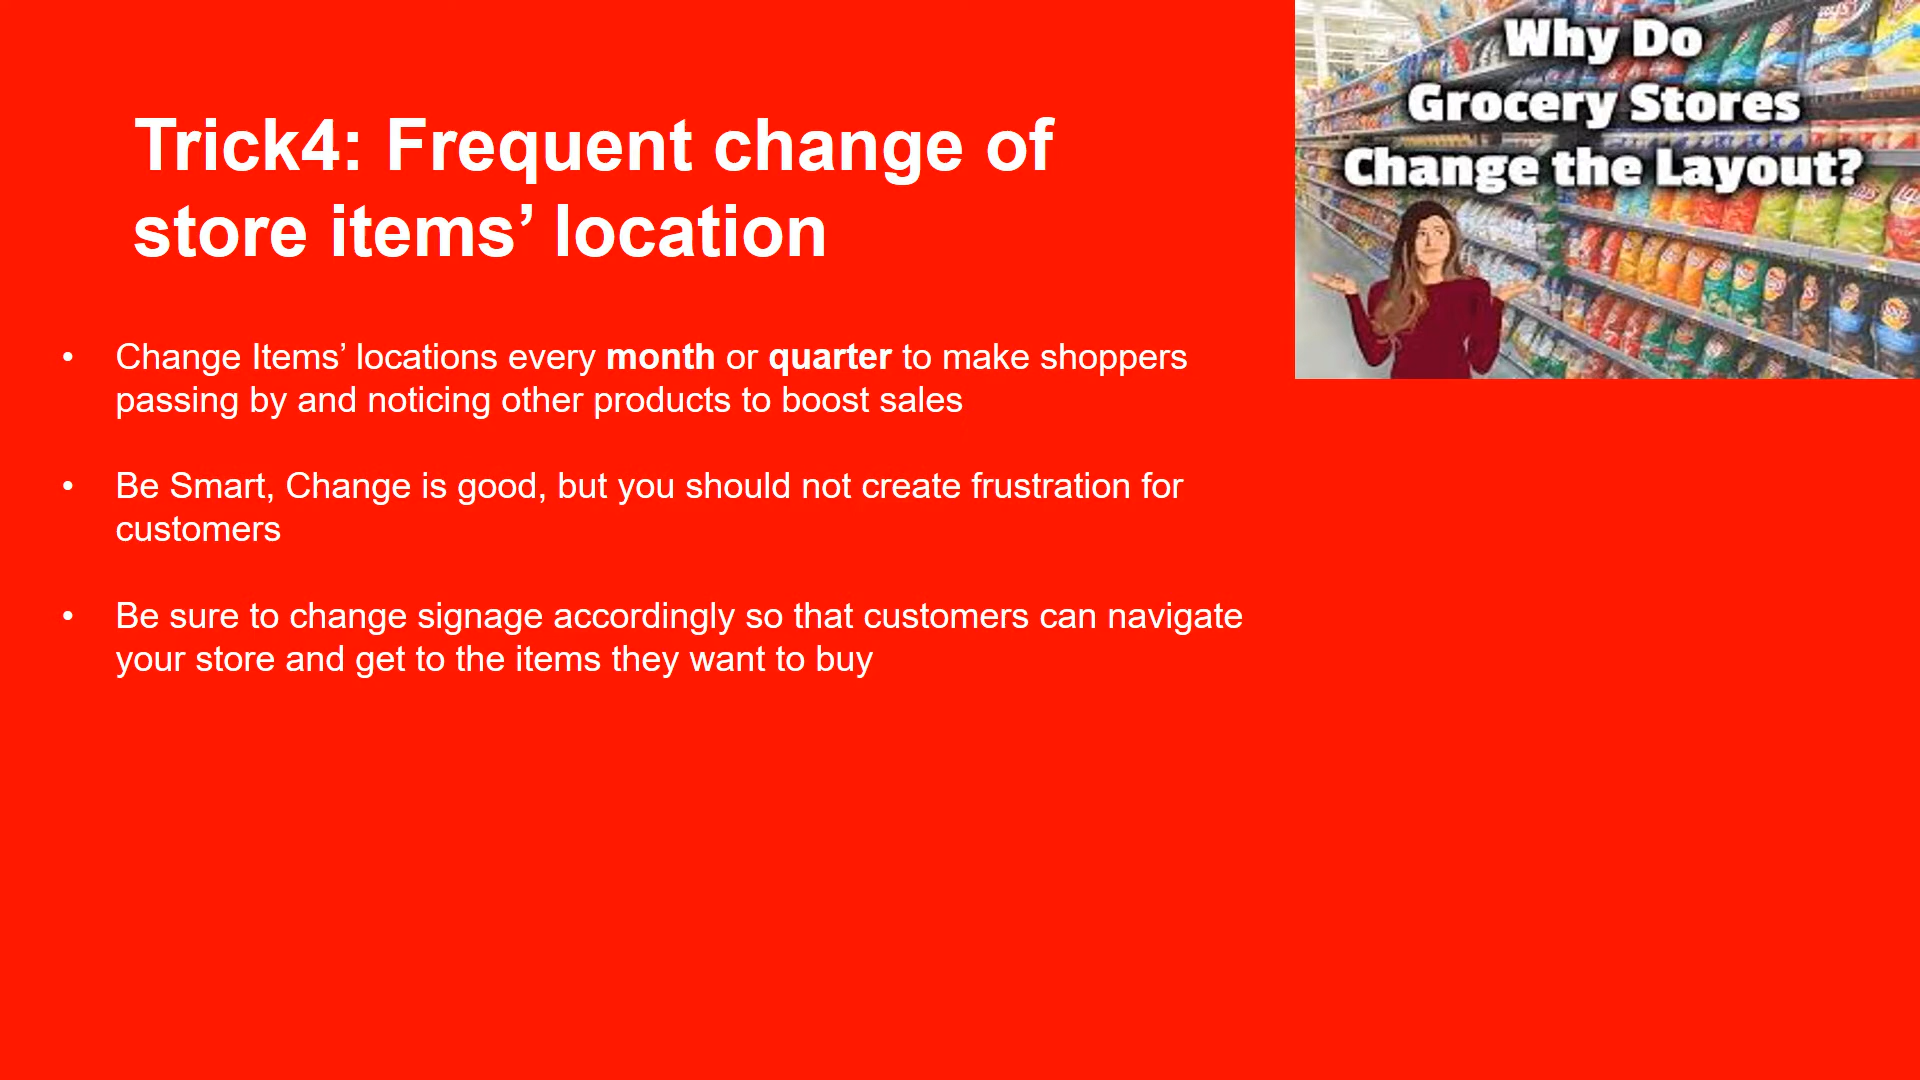 Trick4: Frequent change of
store items’ location
• Change Items’ locations every month or quarter to make shoppers
passing by and noticing other products to boost sales
• Be Smart, Change is good, but you should not create frustration for
customers
• Be sure to change signage accordingly so that customers can navigate
your store and get to the items they want to buy
Why Do
Grocery Stores
Change the Layout?